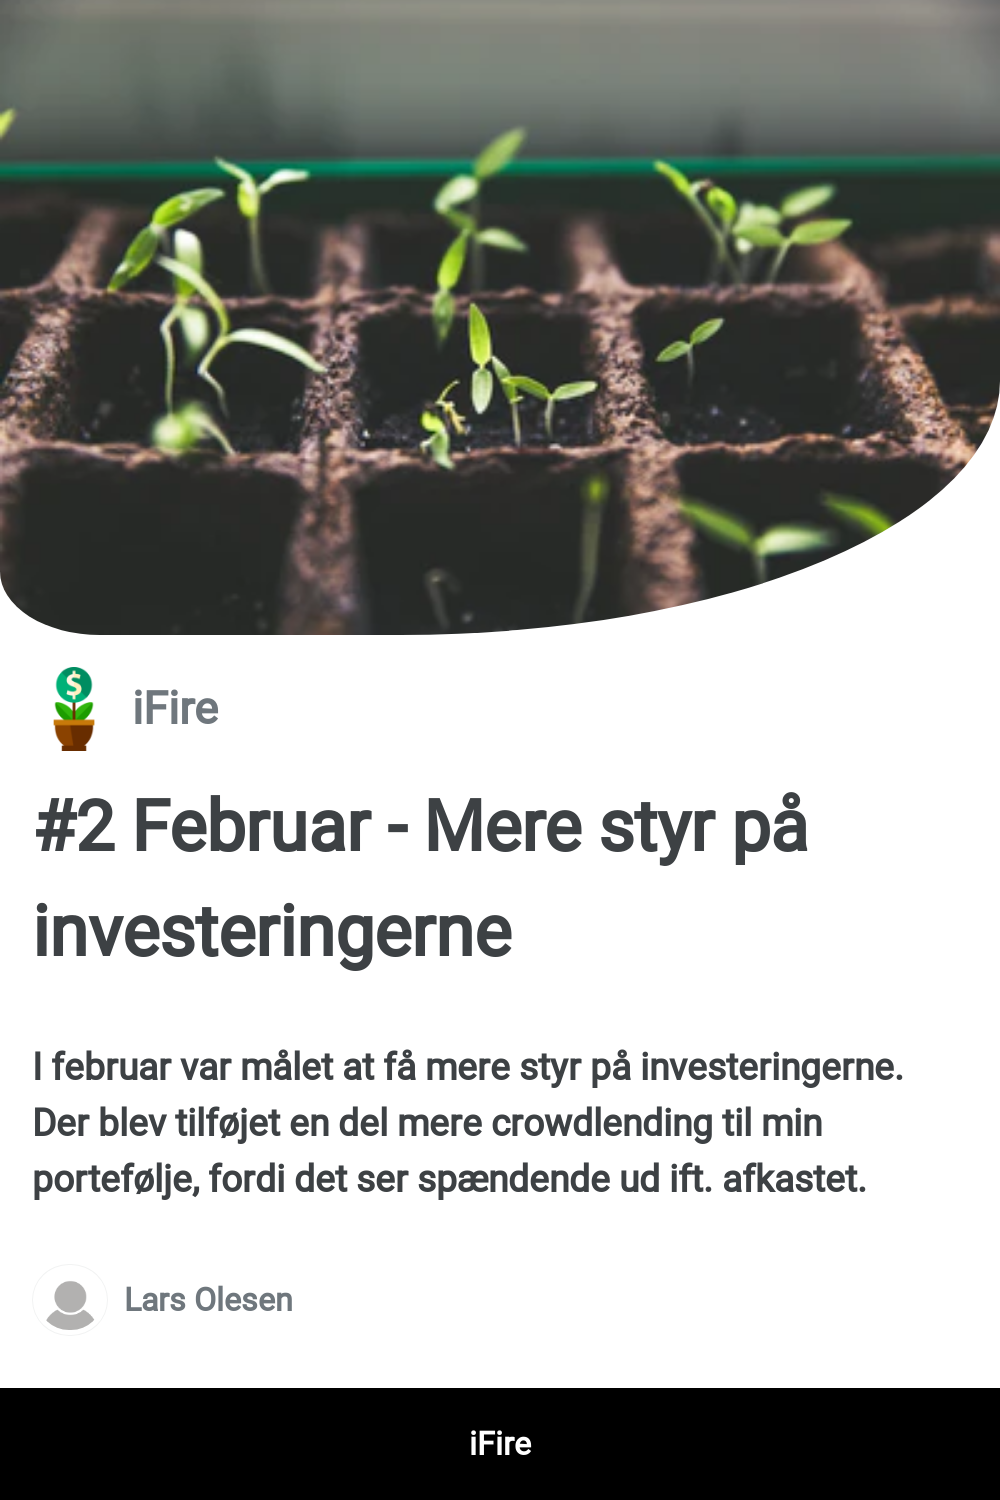 iFire
#2 Februar - Mere styr på
investeringerne
I februar var målet at få mere styr på investeringerne.
Der blev tilføjet en del mere crowdlending til min
portefølje, fordi det ser spændende ud ift. afkastet.
Lars Olesen
iFire